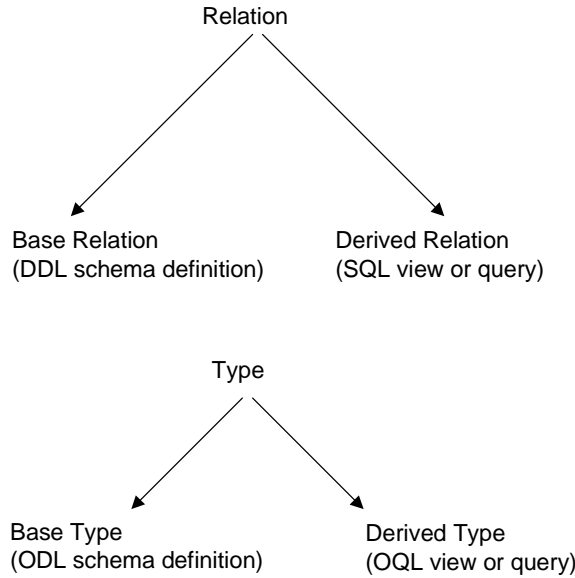 Relation
Base Relation
(DDL schema definition)
Derived Relation
(SQL view or query)
Type
Base Type
(ODL schema definition)
Derived Type
(OQL view or query)